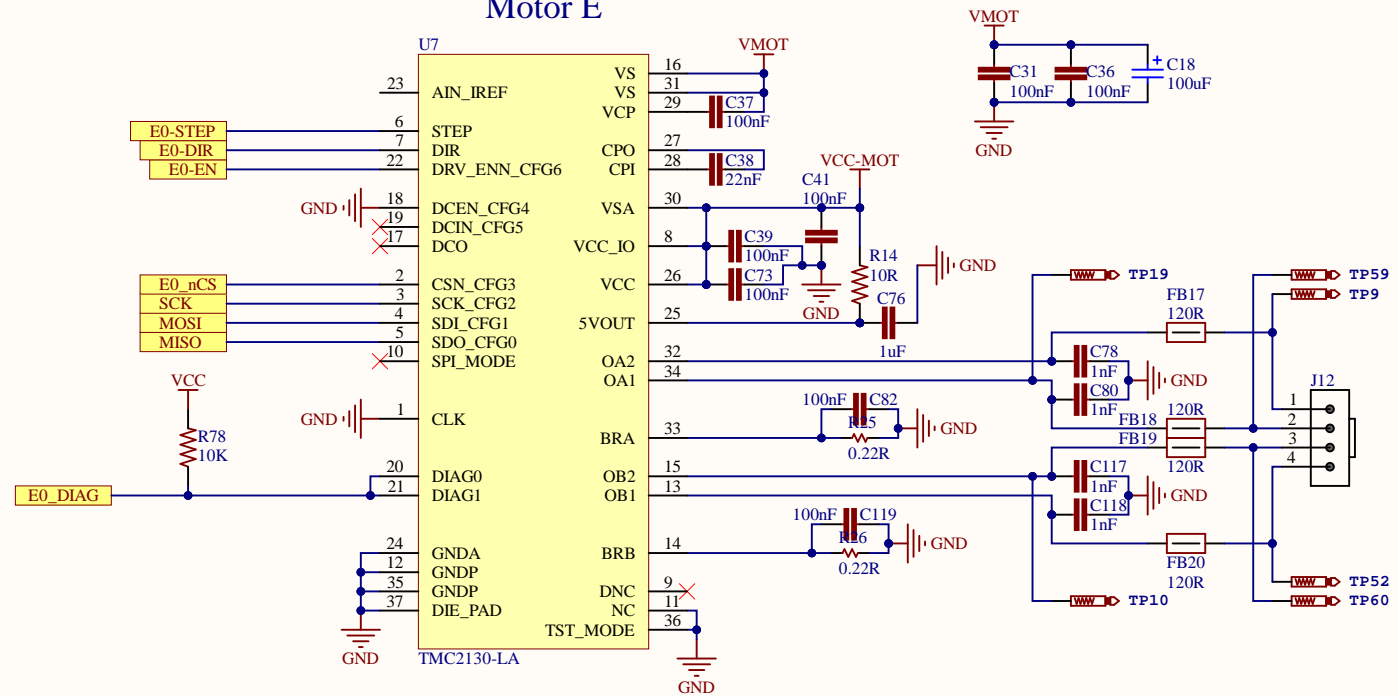 Motor E
U7
VMOT
VMOT
23
AIN_IREF
VS
16
VS
31
VCP
29
C37
100nF
C31
100nF
C36
100nF
C18
100uF
GND
E0-STEP
6
STEP
E0-DIR
7
DIR
E0-EN
22
DRV_ENN_CFG6
CPO
27
CPI
28
C38
22nF
VCC-MOT
C41
100nF
GND
18
DCEN_CFG4
19
DCIN_CFG5
17
DCO
VSA
30
VCC_IO
8
C39
100nF
VCC
26
C73
100nF
GND
R14
10R
GND
C76
1uF
E0_nCS
2
CSN_CFG3
SCK
3
SCK_CFG2
MOSI
4
SDI_CFG1
MISO
5
SDO_CFG0
10
SPI_MODE
5VOUT
25
OA2
32
OA1
34
TP19
TP59
TP9
FB17
120R
C78
1nF
C80
1nF
GND
VCC
R78
10K
GND
1
CLK
BRA
33
100nF
C82
R25
0.22R
GND
FB18
120R
FB19
120R
J12
1
2
3
4
E0_DIAG
20
DIAG0
21
DIAG1
OB2
15
OB1
13
C117
1nF
C118
1nF
GND
100nF
C119
R26
0.22R
GND
BRB
14
FB20
120R
24
GNDA
12
GNDP
35
GNDP
37
DIE_PAD
GND
DNC
9
NC
11
TST_MODE
36
GND
TP10
TP52
TP60
TMC2130-LA